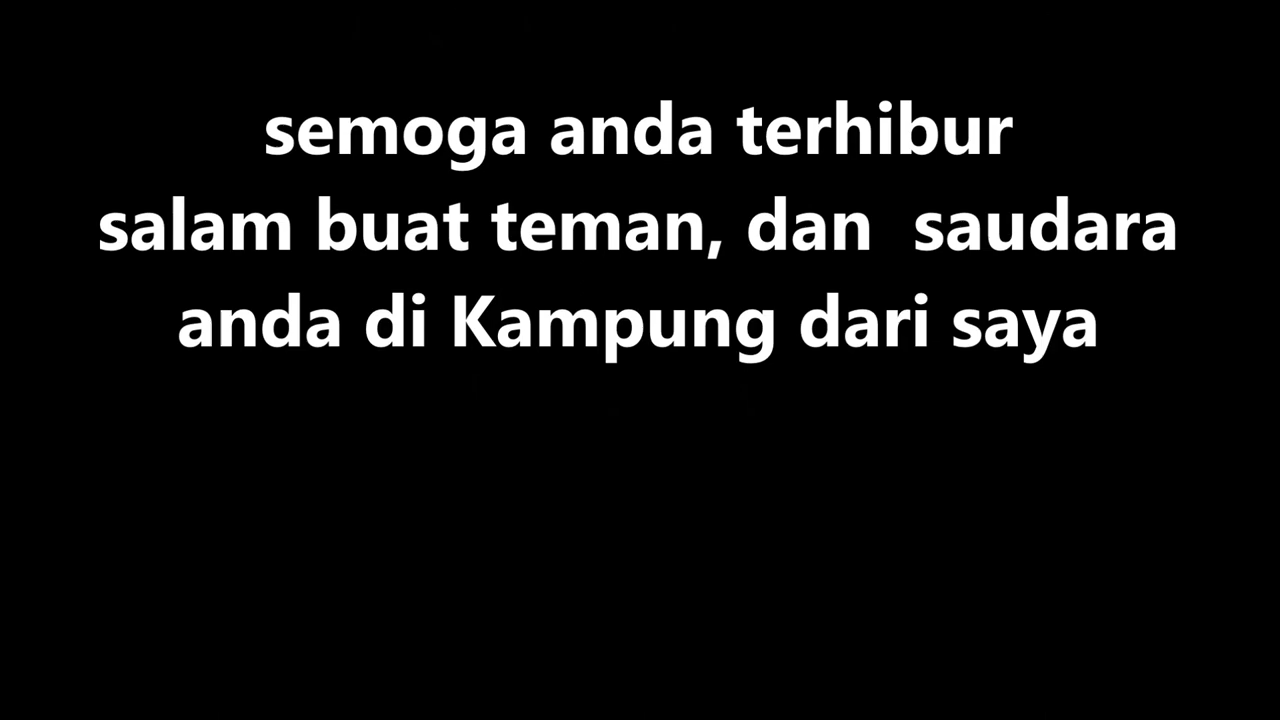 semoga anda terhibur
salam buat teman, dan  saudara
anda di Kampung dari saya